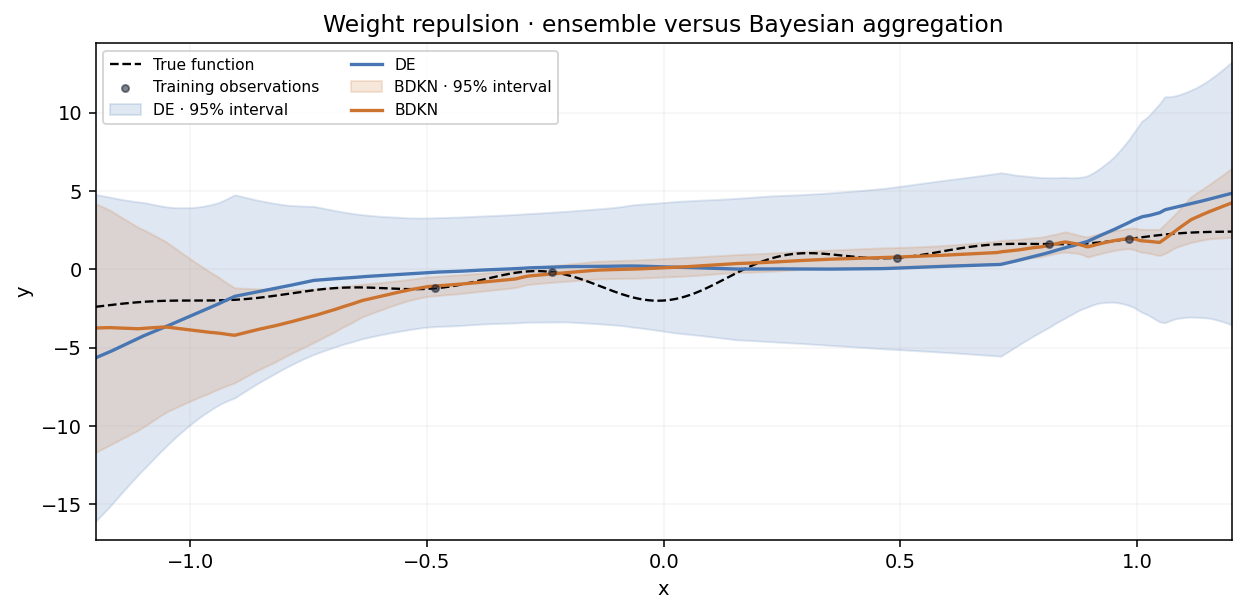 Weight repulsion · ensemble versus Bayesian aggregation
True function
Training observations
DE · 95% interval
DE
BDKN · 95% interval
BDKN
10
5
0
−5
−10
−15
y
−1.0
−0.5
0.0
0.5
1.0
x